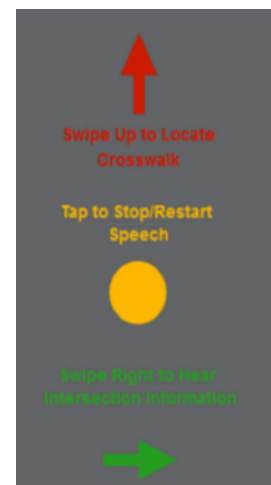 Swipe Up to Locate
Crosswalk
Tap to Stop/Restart
Speech
Swipe Right to Hear
Intersection Information